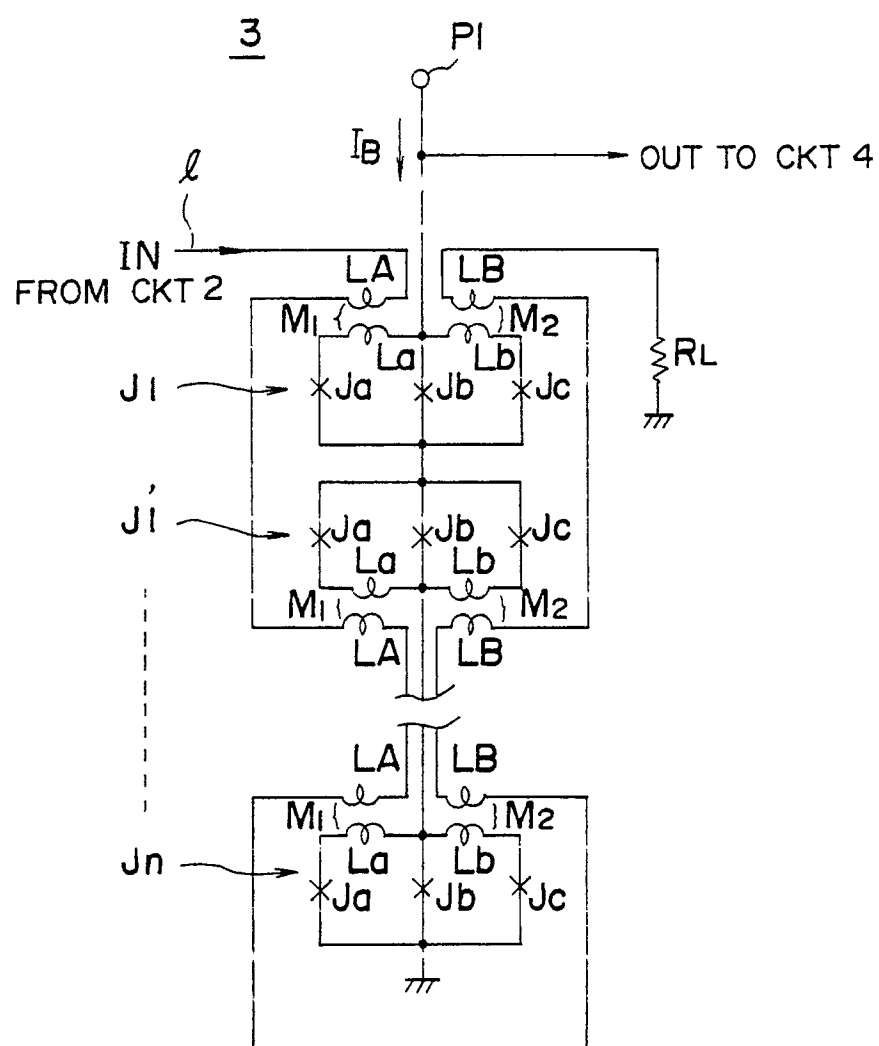 3
P1
IB
OUT TO CKT 4
l
IN
FROM CKT 2
LA LB
M1 M2
La Lb
RL
J1
Ja Jb Jc
J1'
Ja Jb Jc
La Lb
M1 M2
LA LB
LA LB
M1 M2
La Lb
Jn
Ja Jb Jc